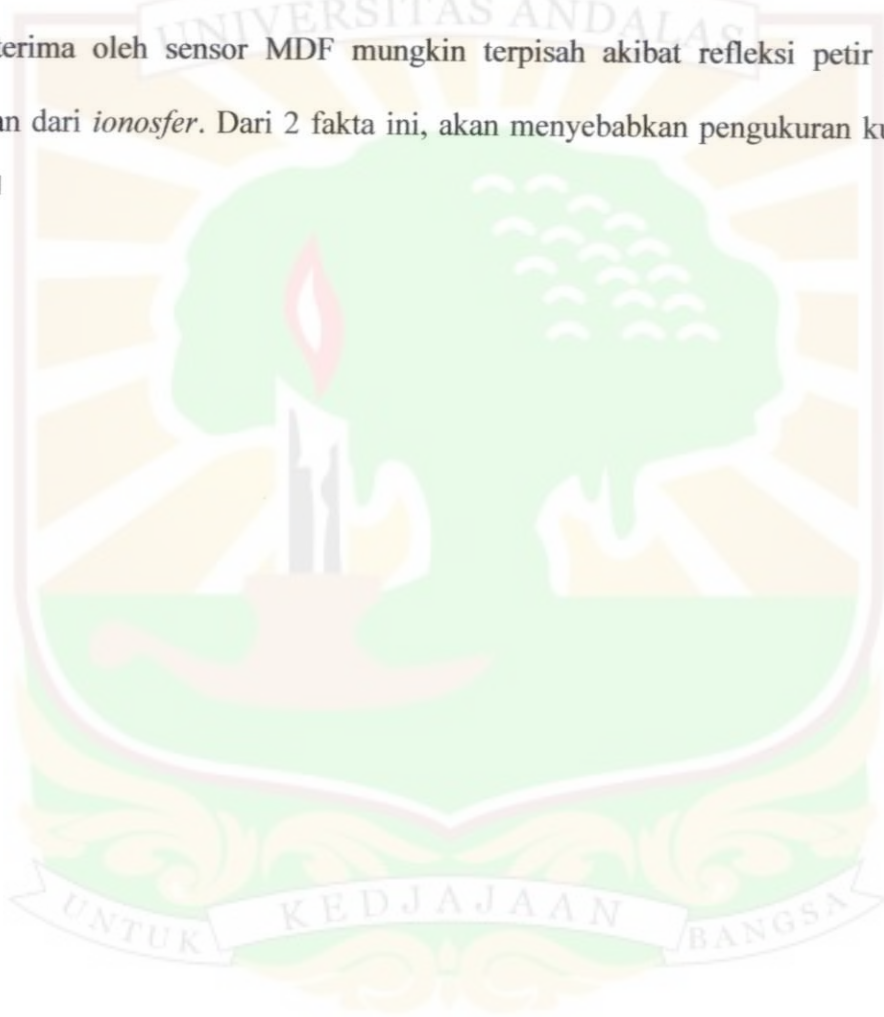 UNIVERSITAS ANDALAS
terima oleh sensor MDF mungkin terpisah akibat refleksi petir
dari ionosfer. Dari 2 fakta ini, akan menyebabkan pengukuran
UNTUK KEDJAJAAN BANGSA